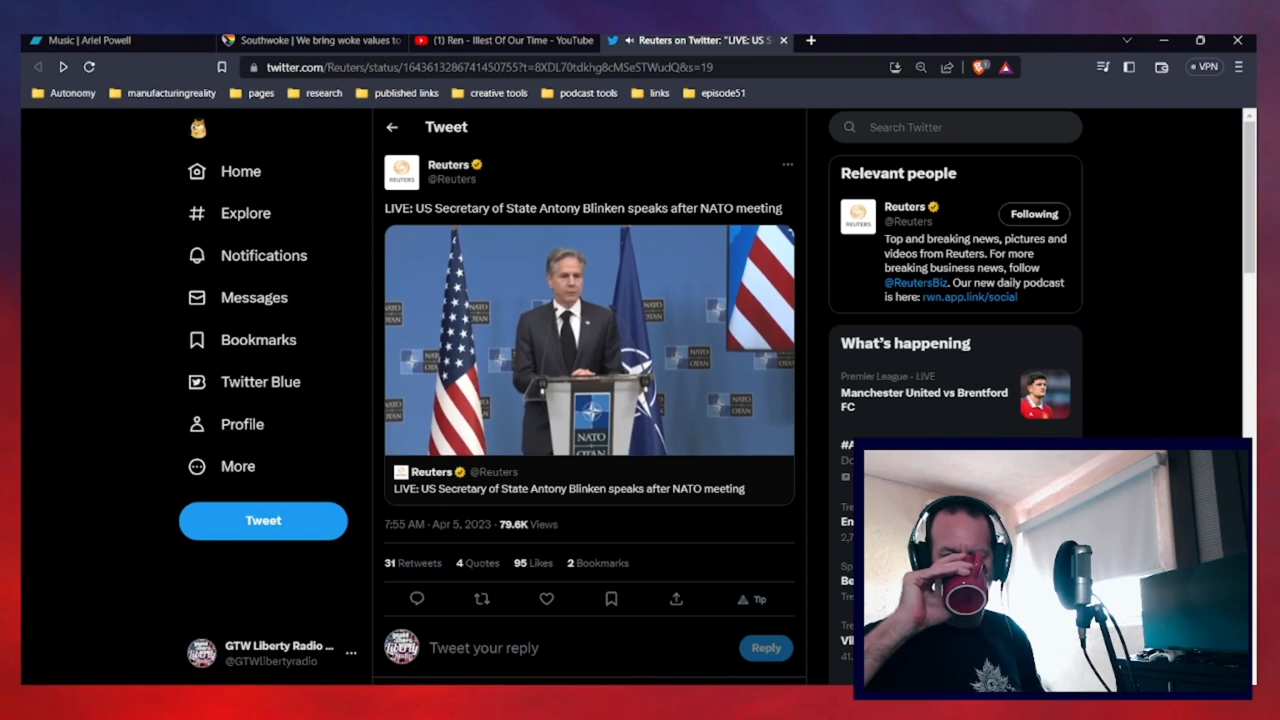 Music | Ariel Powell
Southwoke | We bring woke values to
(1) Ren - Illest Of Our Time - YouTube
Reuters on Twitter: "LIVE: US S
twitter.com/Reuters/status/1643613286741450755?t=8XDL70tdkhg8cMSeSTWudQ&s=19
VPN
Autonomy
manufacturingreality
pages
research
published links
creative tools
podcast tools
links
episode51
Home
Explore
Notifications
Messages
Bookmarks
Twitter Blue
Profile
More
Tweet
GTW Liberty Radio ...
@GTWlibertyradio
Tweet
REUTERS
Reuters
@Reuters
LIVE: US Secretary of State Antony Blinken speaks after NATO meeting
NATO
OTAN
Reuters @Reuters
LIVE: US Secretary of State Antony Blinken speaks after NATO meeting
7:55 AM · Apr 5, 2023 · 79.6K Views
31 Retweets 4 Quotes 95 Likes 2 Bookmarks
Tip
Tweet your reply
Reply
Search Twitter
Relevant people
REUTERS
Reuters
@Reuters
Following
Top and breaking news, pictures and
videos from Reuters. For more
breaking business news, follow
@ReutersBiz. Our new daily podcast
is here: rwn.app.link/social
What's happening
Premier League · LIVE
Manchester United vs Brentford
FC